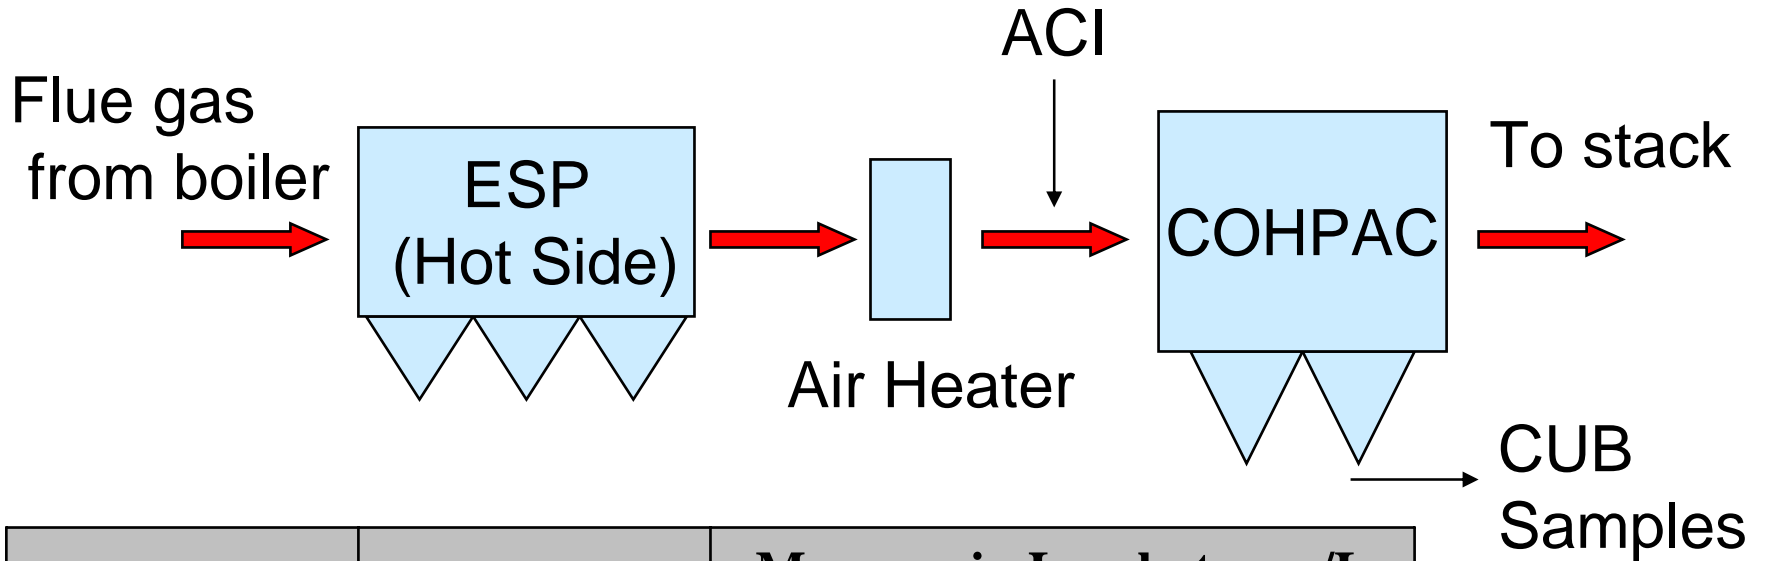 ACI
Flue gas
from boiler
ESP
(Hot Side)
Air Heater
COHPAC
To stack
CUB
Samples